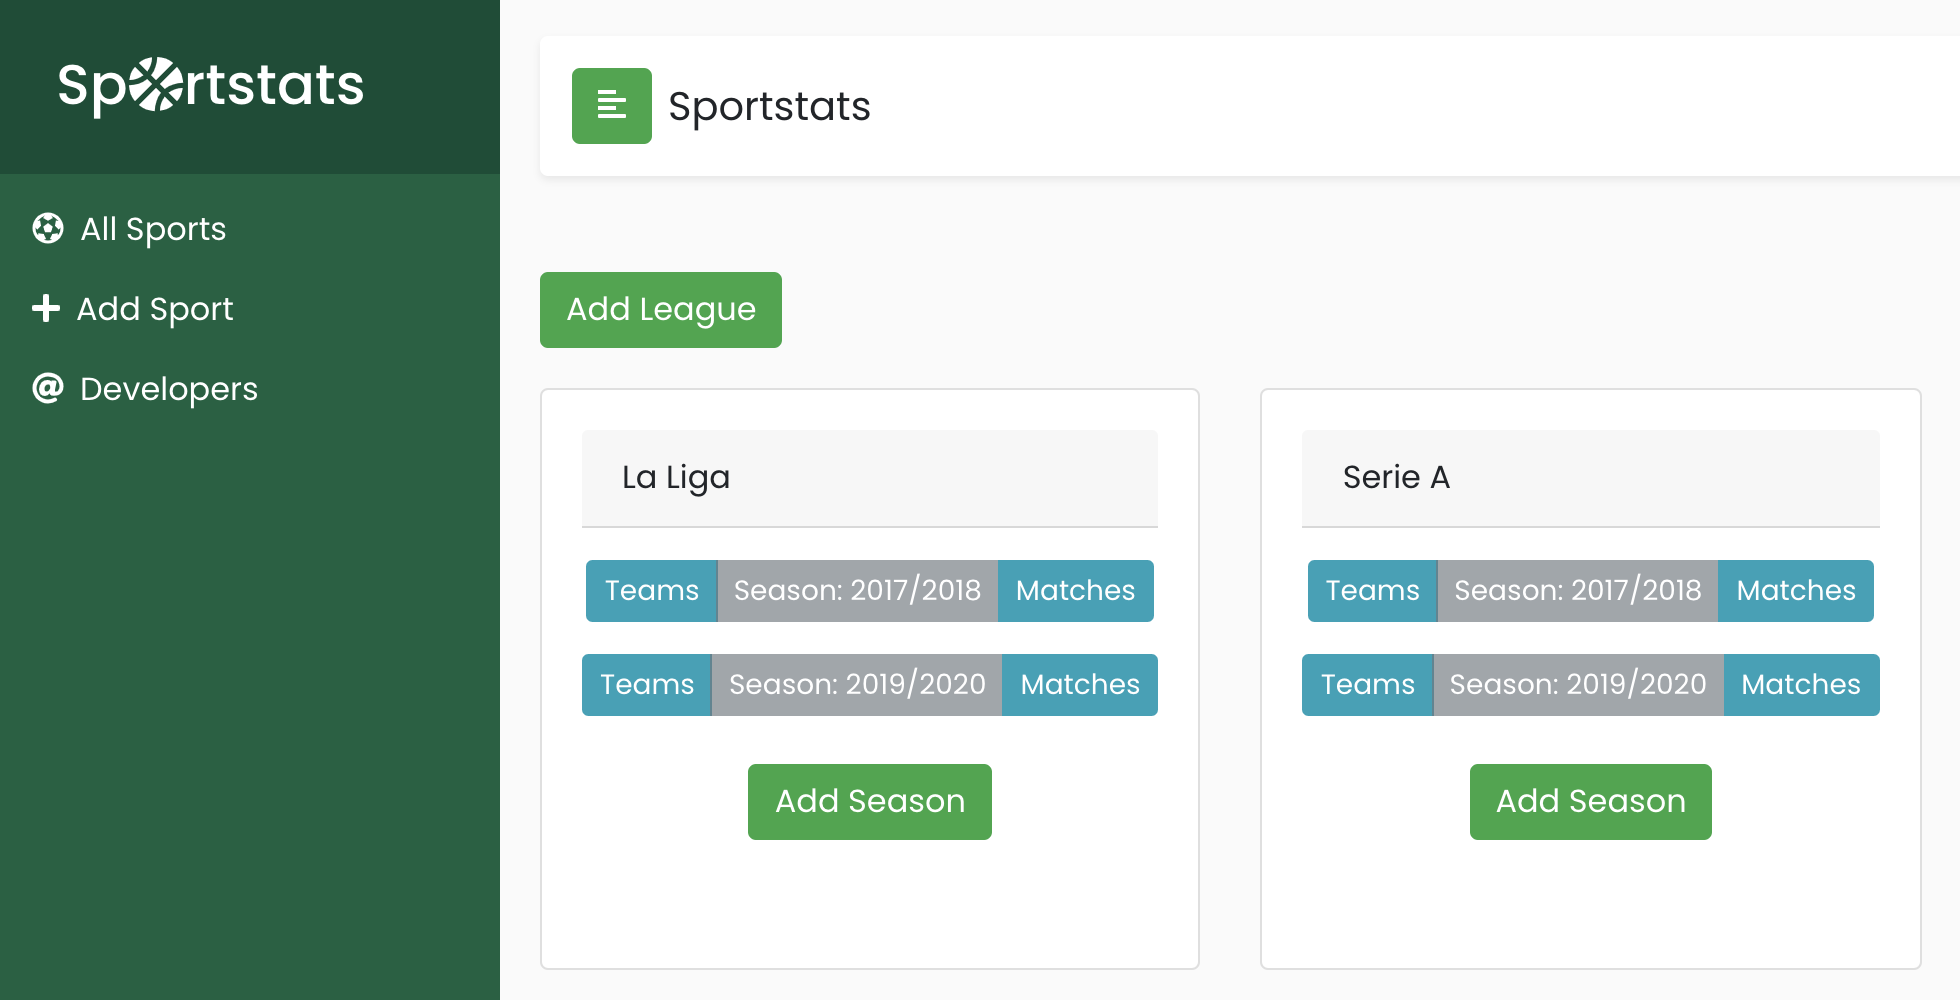 Sportstats
All Sports
Add Sport
Developers
Sportstats
Add League
La Liga
Teams Season: 2017/2018 Matches
Teams Season: 2019/2020 Matches
Add Season
Serie A
Teams Season: 2017/2018 Matches
Teams Season: 2019/2020 Matches
Add Season